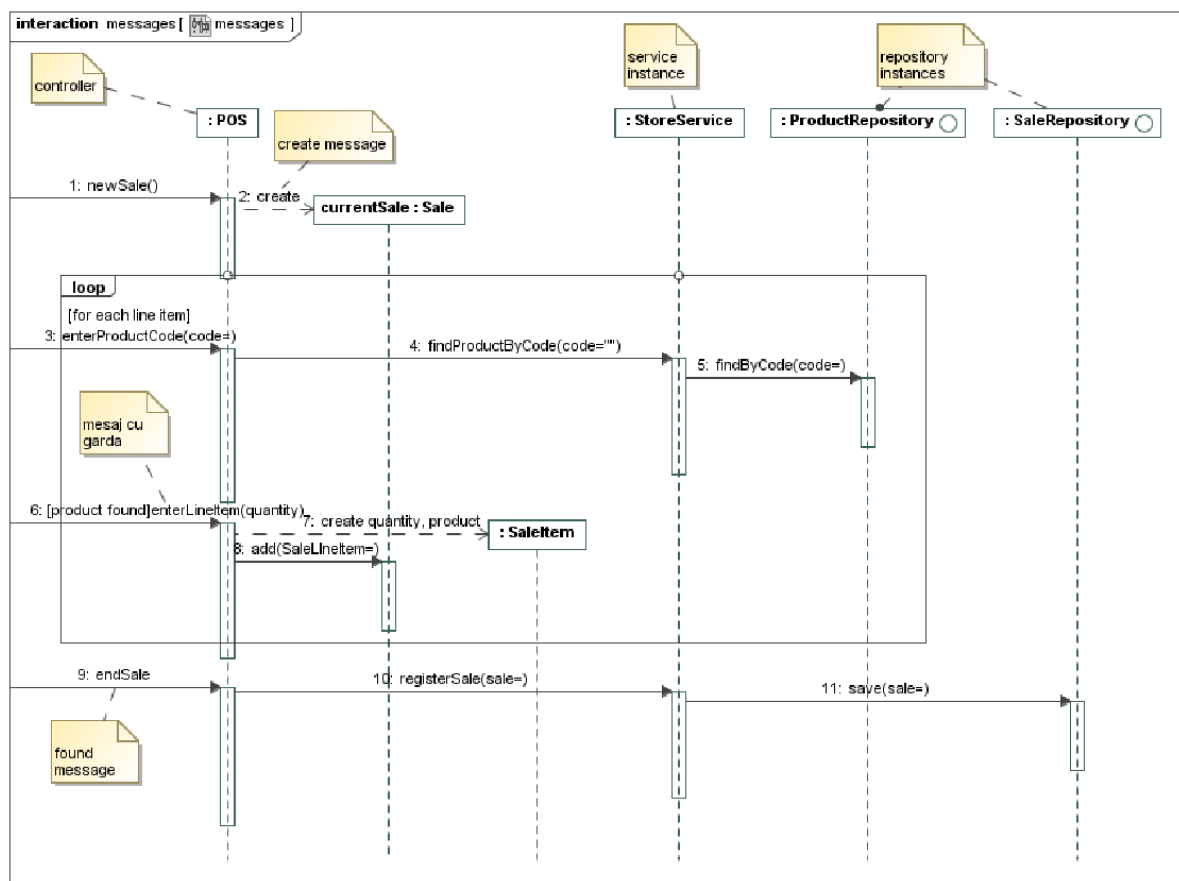 interaction messages [ messages ]
controller
service
instance
repository
instances
: POS
create message
: StoreService
: ProductRepository
: SaleRepository
1: newSale()
2: create
currentSale : Sale
loop
[for each line item]
3: enterProductCode(code=)
4: findProductByCode(code="")
5: findByCode(code=)
mesaj cu
garda
6: [product found]enterLineItem(quantity)
7: create quantity, product
: SaleItem
8: add(SaleLIneItem=)
9: endSale
10: registerSale(sale=)
11: save(sale=)
found
message